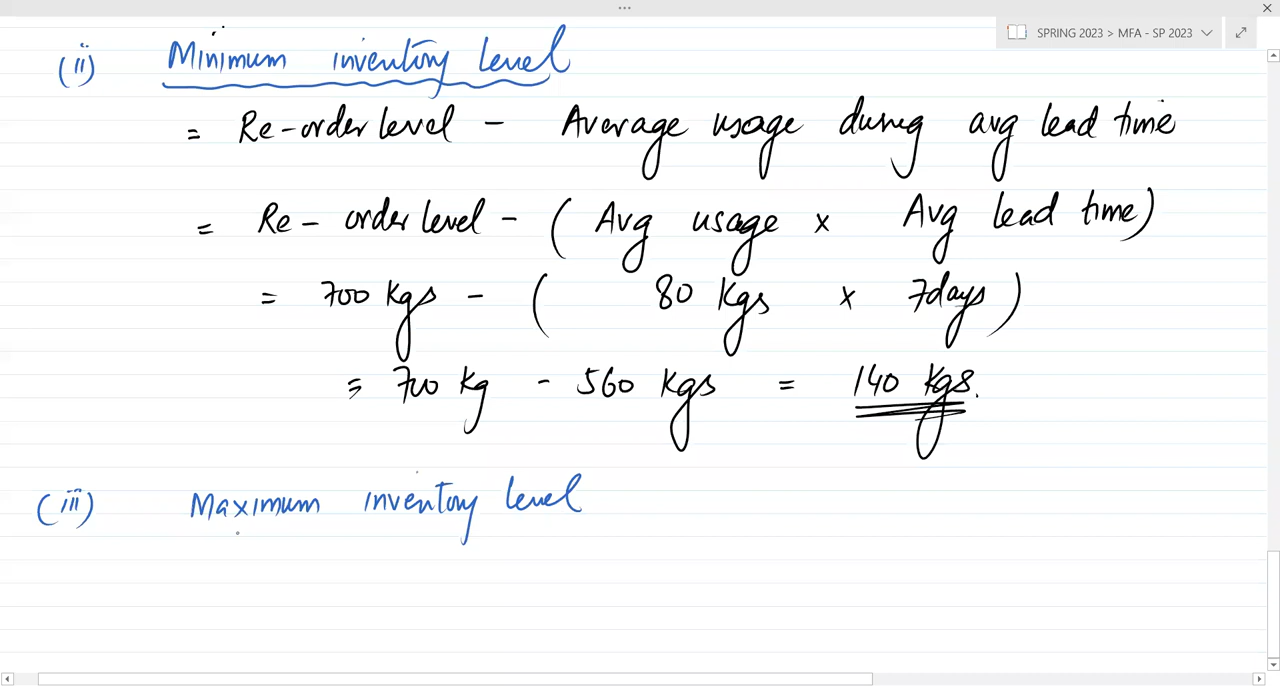 SPRING 2023 > MFA - SP 2023
(ii) Minimum inventory level
= Re-order level - Average usage during avg lead time
= Re-order level - ( Avg usage x Avg lead time )
= 700 Kgs - ( 80 Kgs x 7days )
= 700 Kg - 560 Kgs = 140 Kgs.
(iii) Maximum inventory level